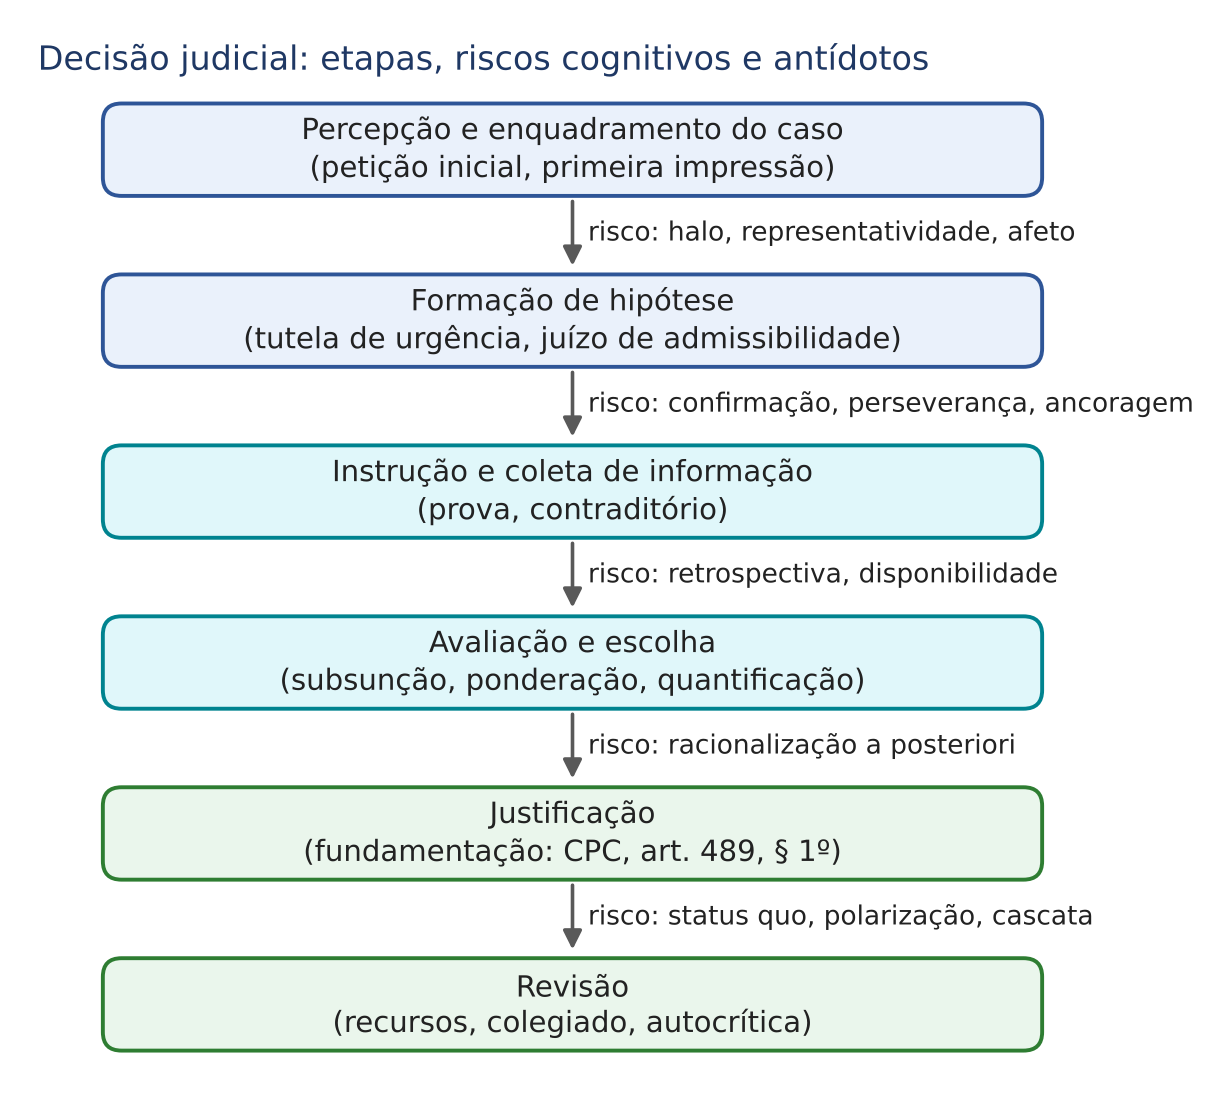 Decisão judicial: etapas, riscos cognitivos e antídotos
Percepção e enquadramento do caso
(petição inicial, primeira impressão)
risco: halo, representatividade, afeto
Formação de hipótese
(tutela de urgência, juízo de admissibilidade)
risco: confirmação, perseverança, ancoragem
Instrução e coleta de informação
(prova, contraditório)
risco: retrospectiva, disponibilidade
Avaliação e escolha
(subsunção, ponderação, quantificação)
risco: racionalização a posteriori
Justificação
(fundamentação: CPC, art. 489, § 1º)
risco: status quo, polarização, cascata
Revisão
(recursos, colegiado, autocrítica)